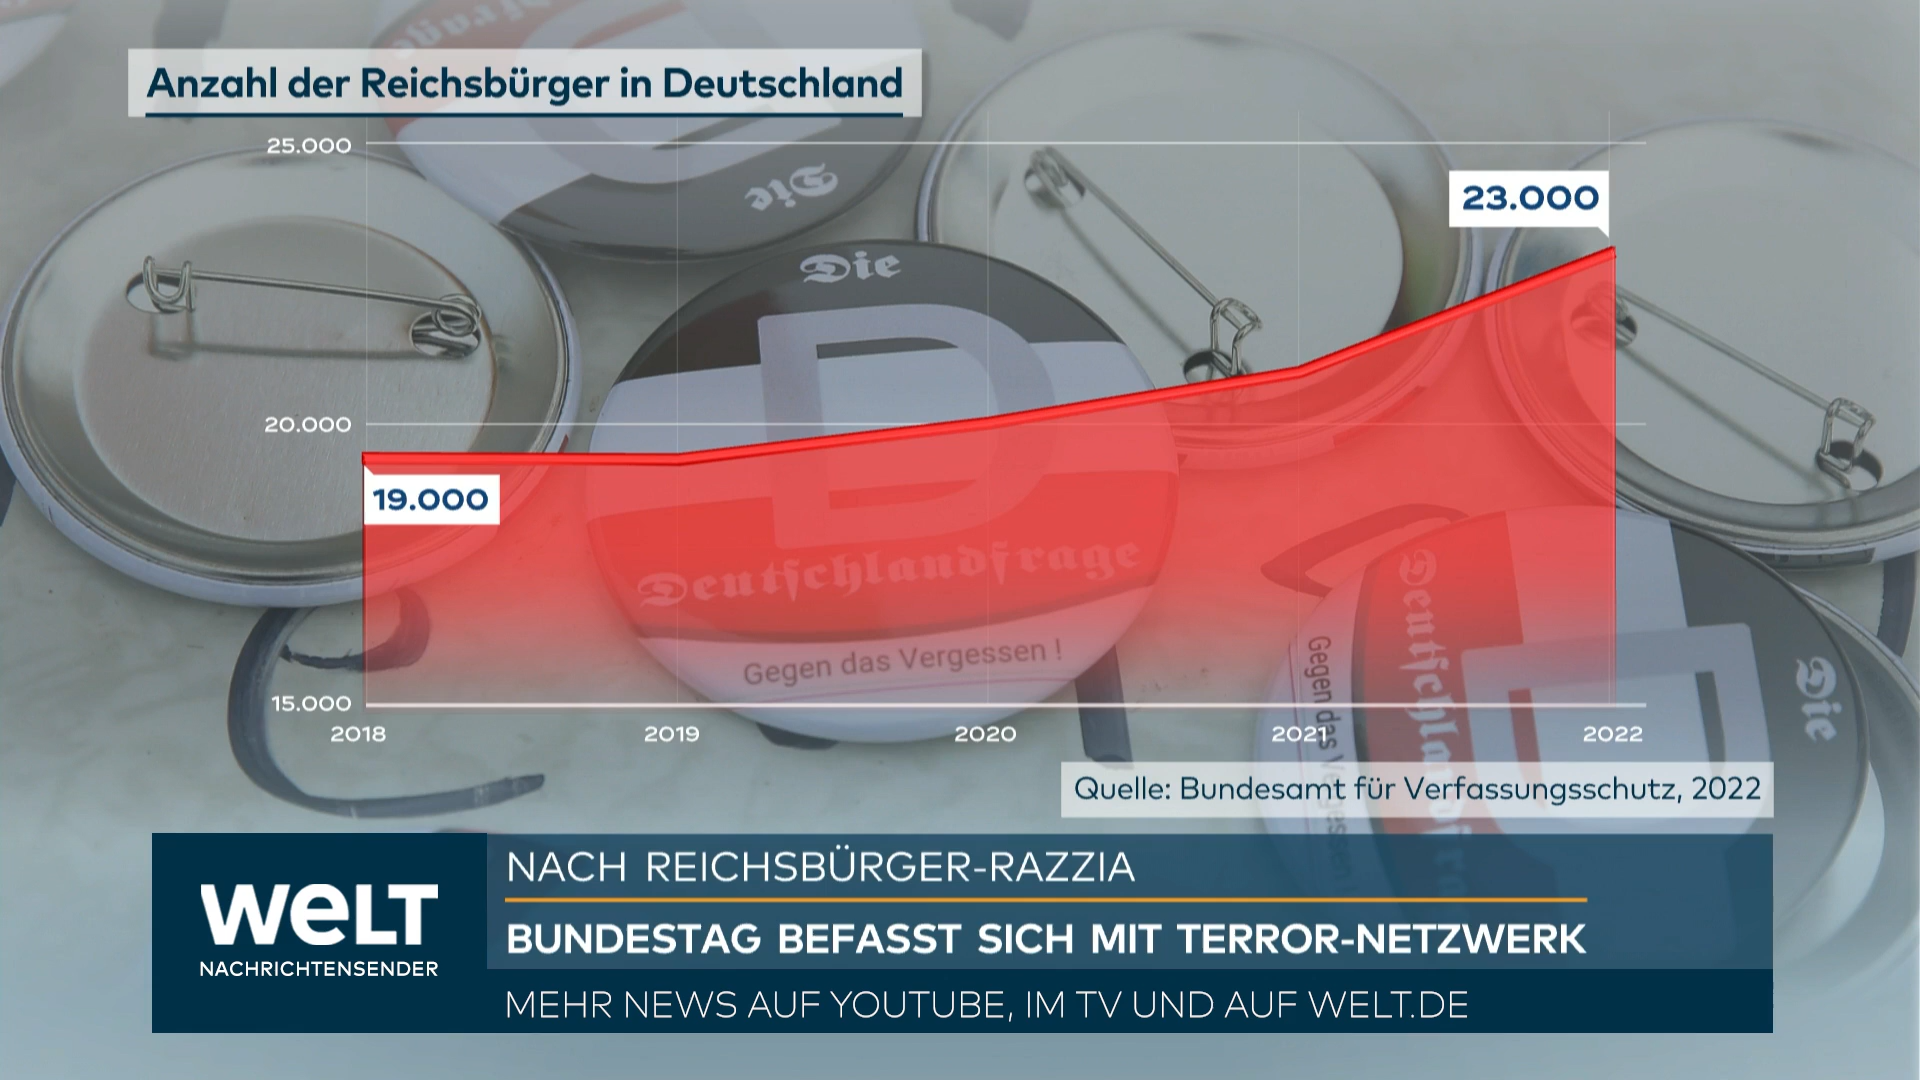 Anzahl der Reichsbürger in Deutschland
25.000
23.000
20.000
19.000
15.000
2018 2019 2020 2021 2022
Quelle: Bundesamt für Verfassungsschutz, 2022
Die
Die
Deutschlandfrage
Gegen das Vergessen !
Die
Gegen das Vergessen
welt
NACHRICHTENSENDER
NACH REICHSBÜRGER-RAZZIA
BUNDESTAG BEFASST SICH MIT TERROR-NETZWERK
MEHR NEWS AUF YOUTUBE, IM TV UND AUF WELT.DE